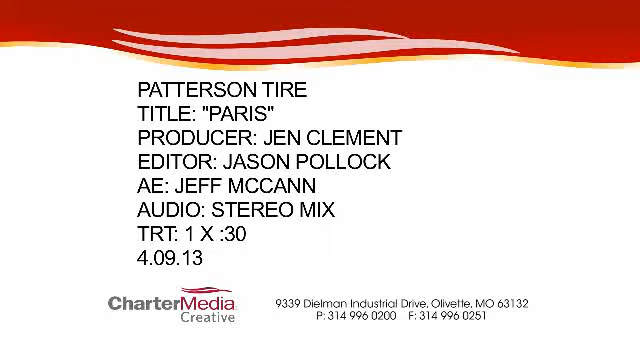 PATTERSON TIRE
TITLE: "PARIS"
PRODUCER: JEN CLEMENT
EDITOR: JASON POLLOCK
AE: JEFF MCCANN
AUDIO: STEREO MIX
TRT: 1 X :30
4.09.13
CharterMedia
Creative
9339 Dielman Industrial Drive, Olivette, MO 63132
P: 314 996 0200 F: 314 996 0251